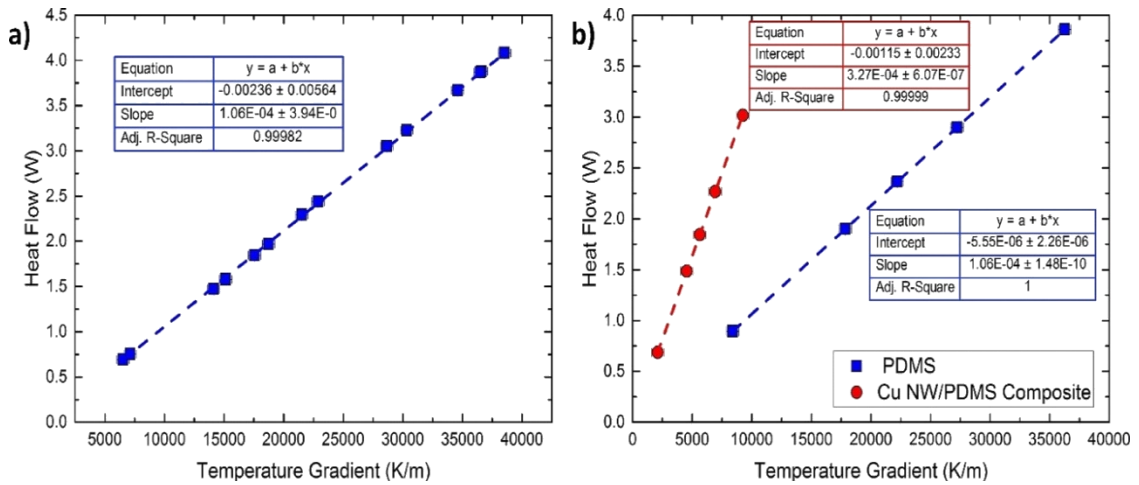 a)
Heat Flow (W)
4.5
4.0
3.5
3.0
2.5
2.0
1.5
1.0
0.5
0.0
Equation y = a + b*x
Intercept -0.00236 ± 0.00564
Slope 1.06E-04 ± 3.94E-0
Adj. R-Square 0.99982
5000 10000 15000 20000 25000 30000 35000 40000
Temperature Gradient (K/m)
b)
Heat Flow (W)
4.0
3.5
3.0
2.5
2.0
1.5
1.0
0.5
0.0
Equation y = a + b*x
Intercept -0.00115 ± 0.00233
Slope 3.27E-04 ± 6.07E-07
Adj. R-Square 0.99999
Equation y = a + b*x
Intercept -5.55E-06 ± 2.26E-06
Slope 1.06E-04 ± 1.48E-10
Adj. R-Square 1
PDMS
Cu NW/PDMS Composite
0 5000 10000 15000 20000 25000 30000 35000 40000
Temperature Gradient (K/m)